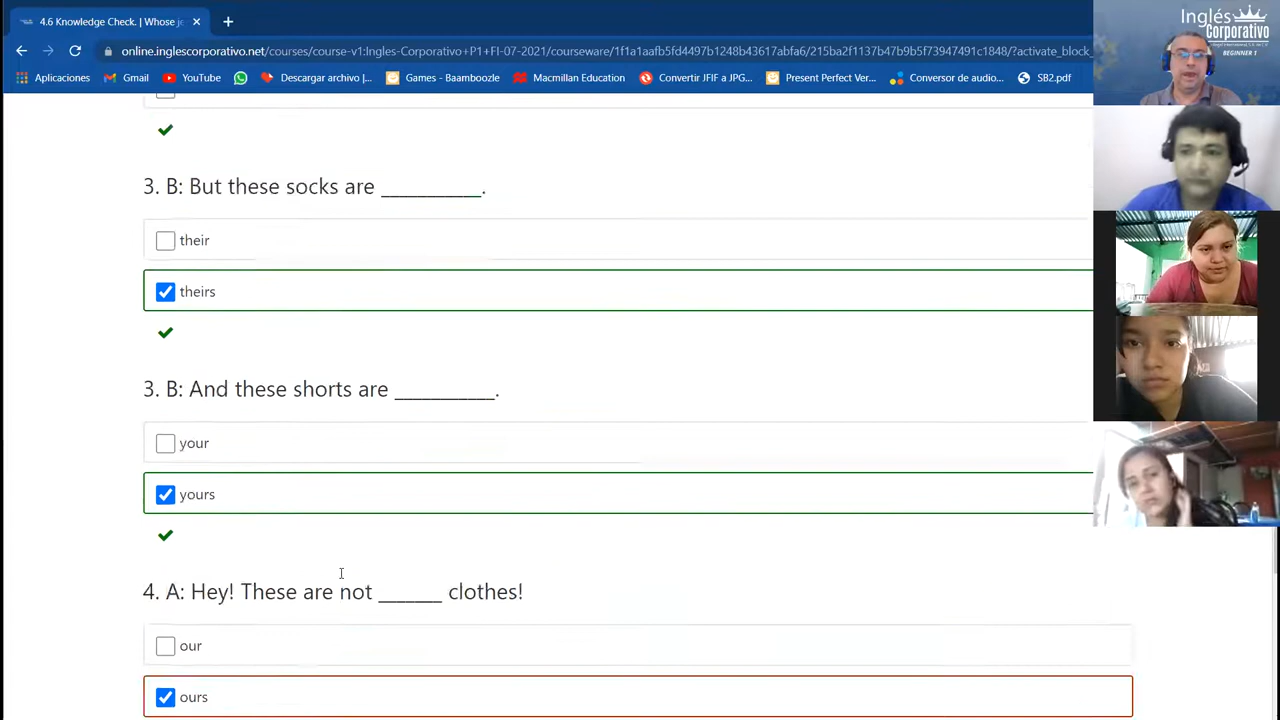 4.6 Knowledge Check. | Whose je
online.inglescorporativo.net/courses/course-v1:Ingles-Corporativo+P1+FI-07-2021/courseware/1f1a1aafb5fd4497b1248b43617abfa6/215ba2f1137b47b9b5f73947491c1848/?activate_block_
Aplicaciones Gmail YouTube Descargar archivo |... Games - Baamboozle Macmillan Education Convertir JFIF a JPG... Present Perfect Ver... Conversor de audio... SB2.pdf
Inglés
Corporativo
BEGINNER 1
3. B: But these socks are ___________.
their
theirs
3. B: And these shorts are ___________.
your
yours
4. A: Hey! These are not _______ clothes!
our
ours